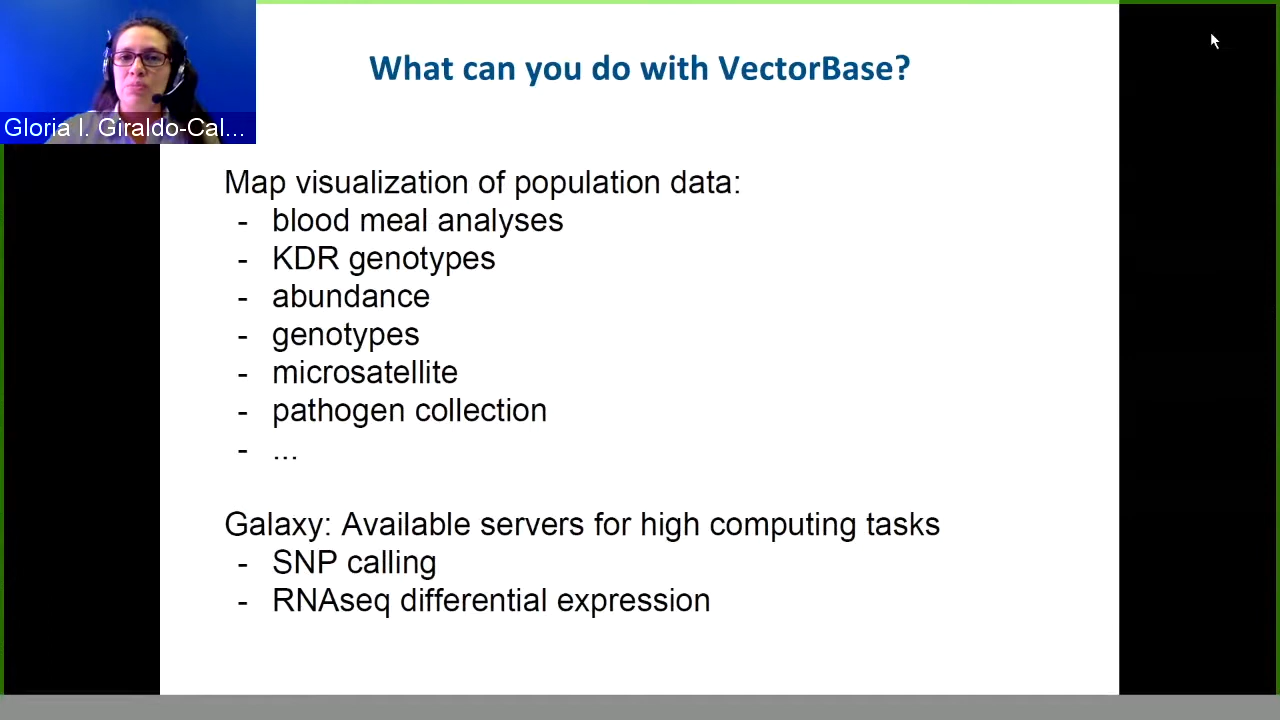 What can you do with VectorBase?
Gloria I. Giraldo-Cal...
Map visualization of population data:
- blood meal analyses
- KDR genotypes
- abundance
- genotypes
- microsatellite
- pathogen collection
- ...
Galaxy: Available servers for high computing tasks
- SNP calling
- RNAseq differential expression